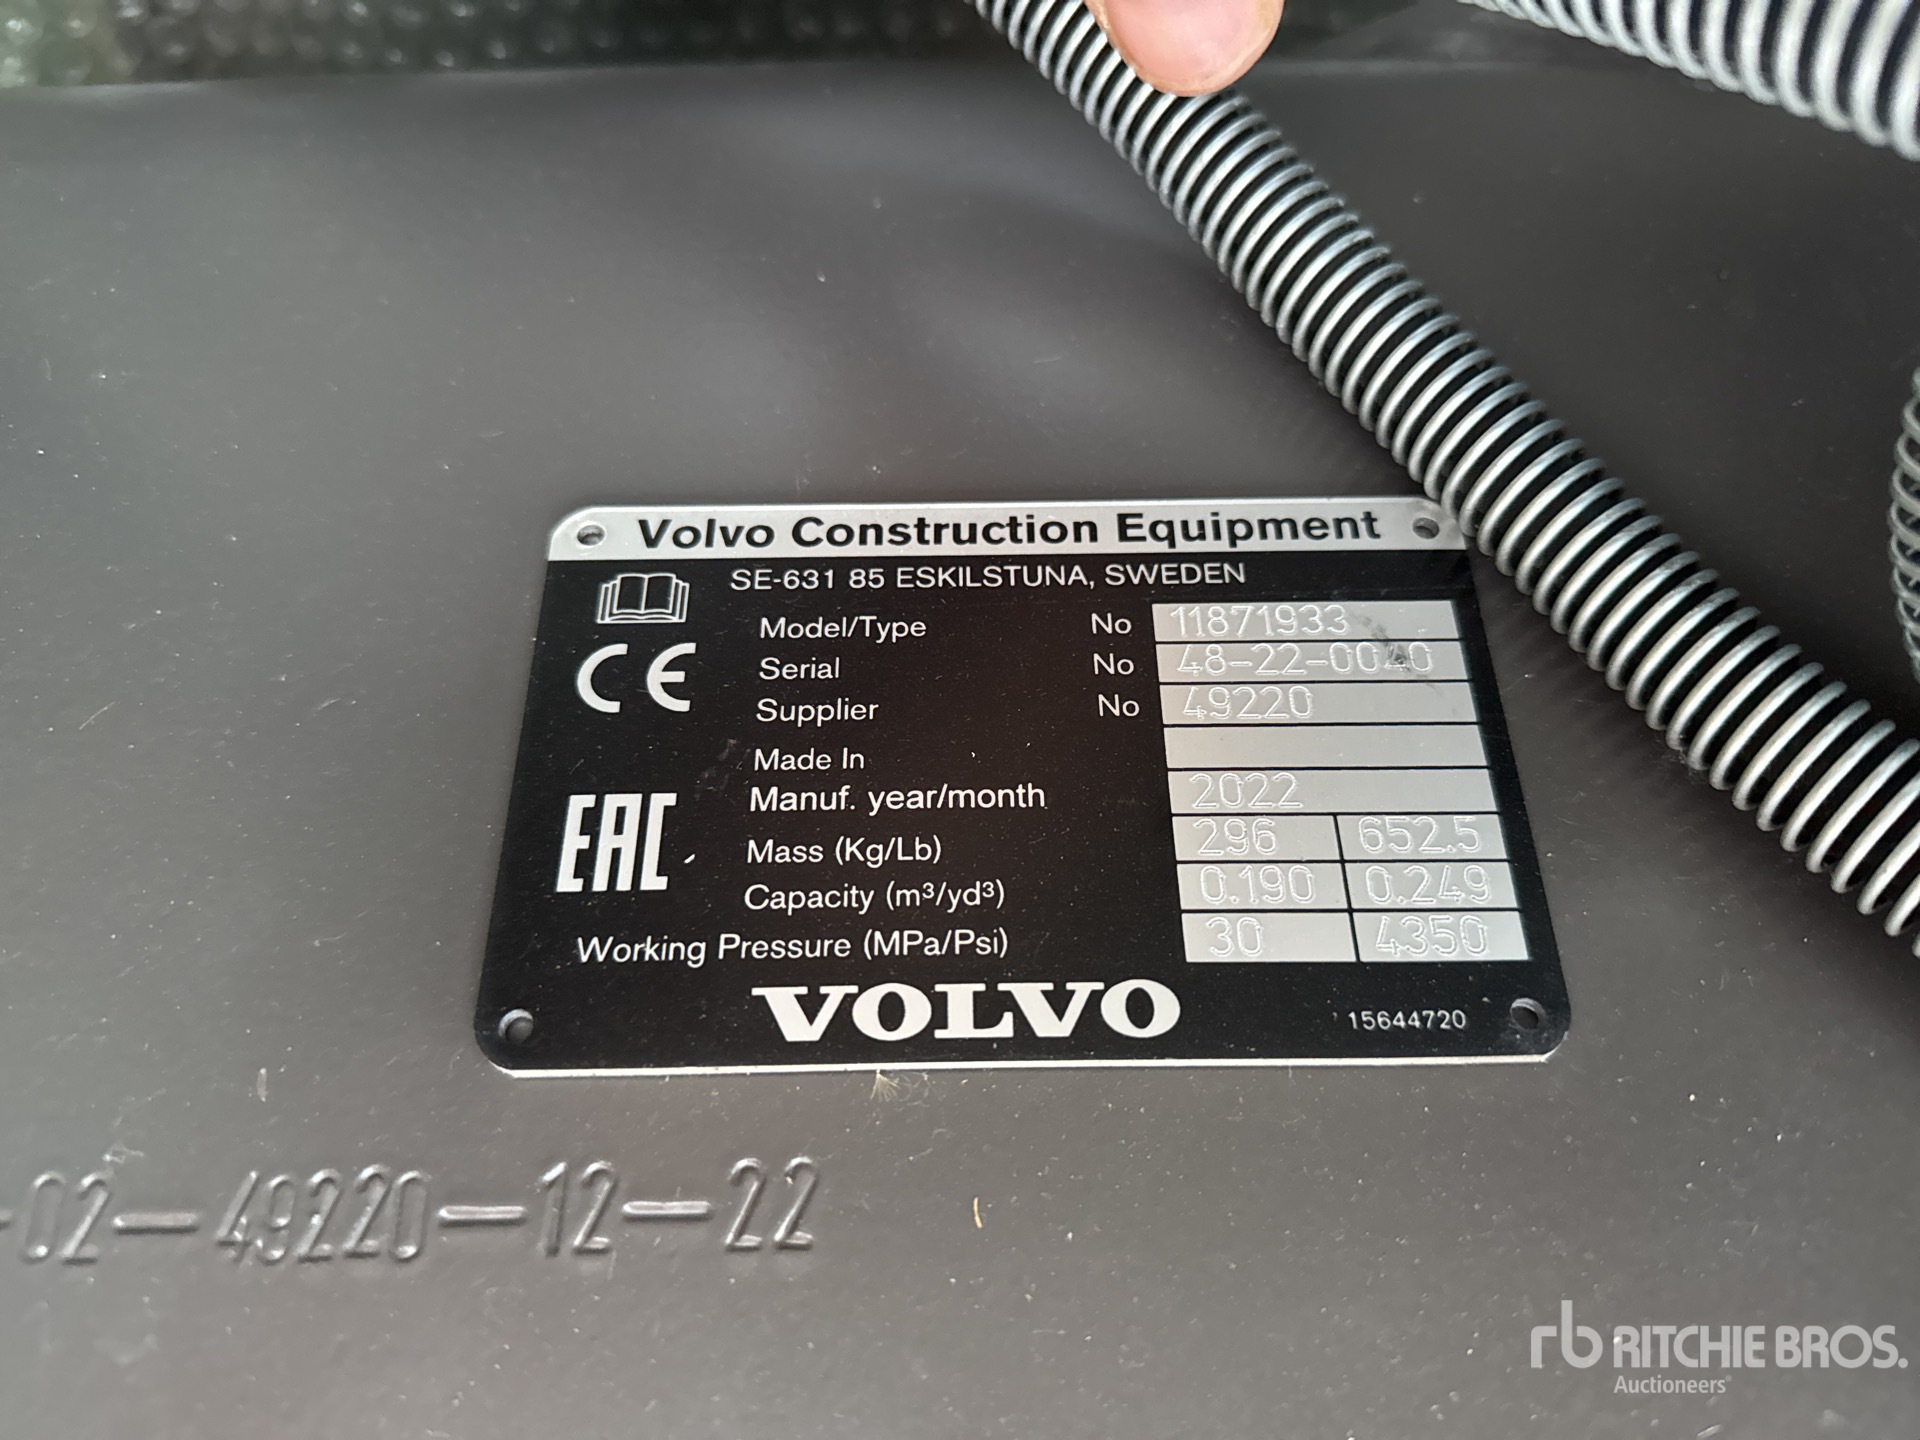 Volvo Construction Equipment
SE-631 85 ESKILSTUNA, SWEDEN
Model/Type No 11871933
Serial No 48-22-0040
Supplier No 49220
Made In
Manuf. year/month 2022
Mass (Kg/Lb) 296 652.5
Capacity (m³/yd³) 0.190 0.249
Working Pressure (MPa/Psi) 30 4350
CE
EAC
VOLVO
15644720
-02-49220-12-22
rb RITCHIE BROS.
Auctioneers